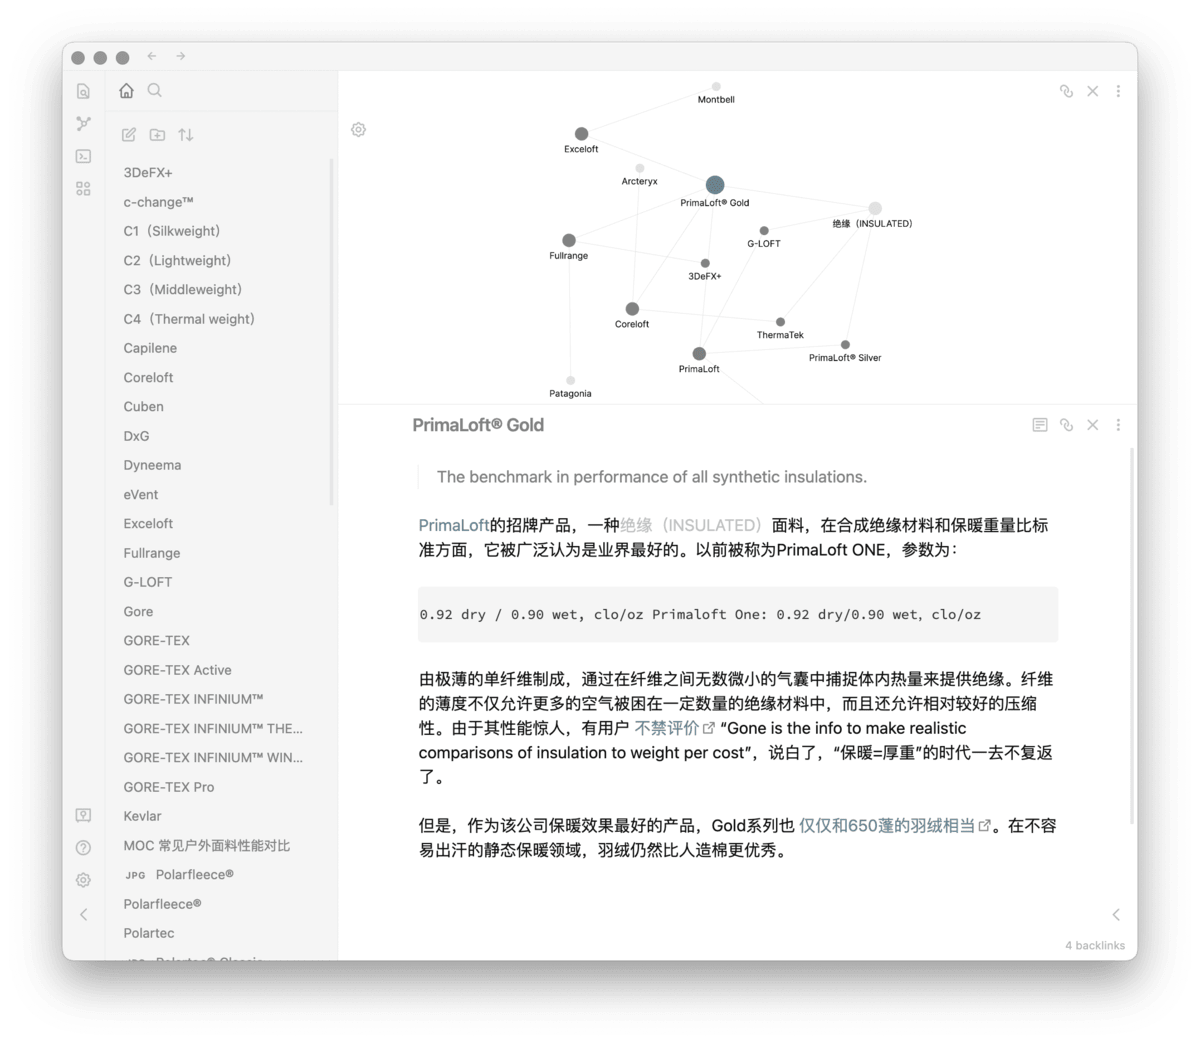 3DeFX+
c-change™
C1（Silkweight）
C2（Lightweight）
C3（Middleweight）
C4（Thermal weight）
Capilene
Coreloft
Cuben
DxG
Dyneema
eVent
Exceloft
Fullrange
G-LOFT
Gore
GORE-TEX
GORE-TEX Active
GORE-TEX INFINIUM™
GORE-TEX INFINIUM™ THE...
GORE-TEX INFINIUM™ WIN...
GORE-TEX Pro
Kevlar
MOC 常见户外面料性能对比
JPG Polarfleece®
Polarfleece®
Polartec
JPG Polartec® Classic
Montbell
Exceloft
Arcteryx
PrimaLoft® Gold
绝缘（INSULATED）
G-LOFT
Fullrange
3DeFX+
Coreloft
ThermaTek
PrimaLoft® Silver
PrimaLoft
Patagonia
PrimaLoft® Gold
The benchmark in performance of all synthetic insulations.
PrimaLoft的招牌产品，一种绝缘（INSULATED）面料，在合成绝缘材料和保暖重量比标
准方面，它被广泛认为是业界最好的。以前被称为PrimaLoft ONE，参数为：
0.92 dry / 0.90 wet, clo/oz Primaloft One: 0.92 dry/0.90 wet, clo/oz
由极薄的单纤维制成，通过在纤维之间无数微小的气囊中捕捉体内热量来提供绝缘。纤维
的薄度不仅允许更多的空气被困在一定数量的绝缘材料中，而且还允许相对较好的压缩
性。由于其性能惊人，有用户 不禁评价 “Gone is the info to make realistic
comparisons of insulation to weight per cost”，说白了，“保暖=厚重”的时代一去不复返
了。
但是，作为该公司保暖效果最好的产品，Gold系列也 仅仅和650蓬的羽绒相当。在不容
易出汗的静态保暖领域，羽绒仍然比人造棉更优秀。
4 backlinks